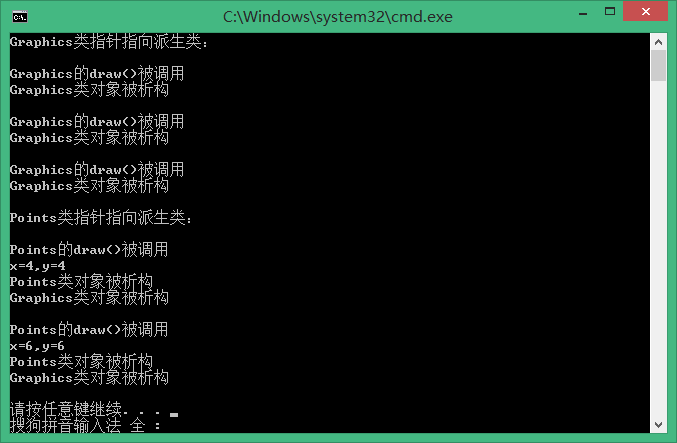 C:\Windows\system32\cmd.exe
Graphics类指针指向派生类:
Graphics的draw()被调用
Graphics类对象被析构
Graphics的draw()被调用
Graphics类对象被析构
Graphics的draw()被调用
Graphics类对象被析构
Points类指针指向派生类:
Points的draw()被调用
x=4,y=4
Points类对象被析构
Graphics类对象被析构
Points的draw()被调用
x=6,y=6
Points类对象被析构
Graphics类对象被析构
请按任意键继续. . .
搜狗拼音输入法 全 :